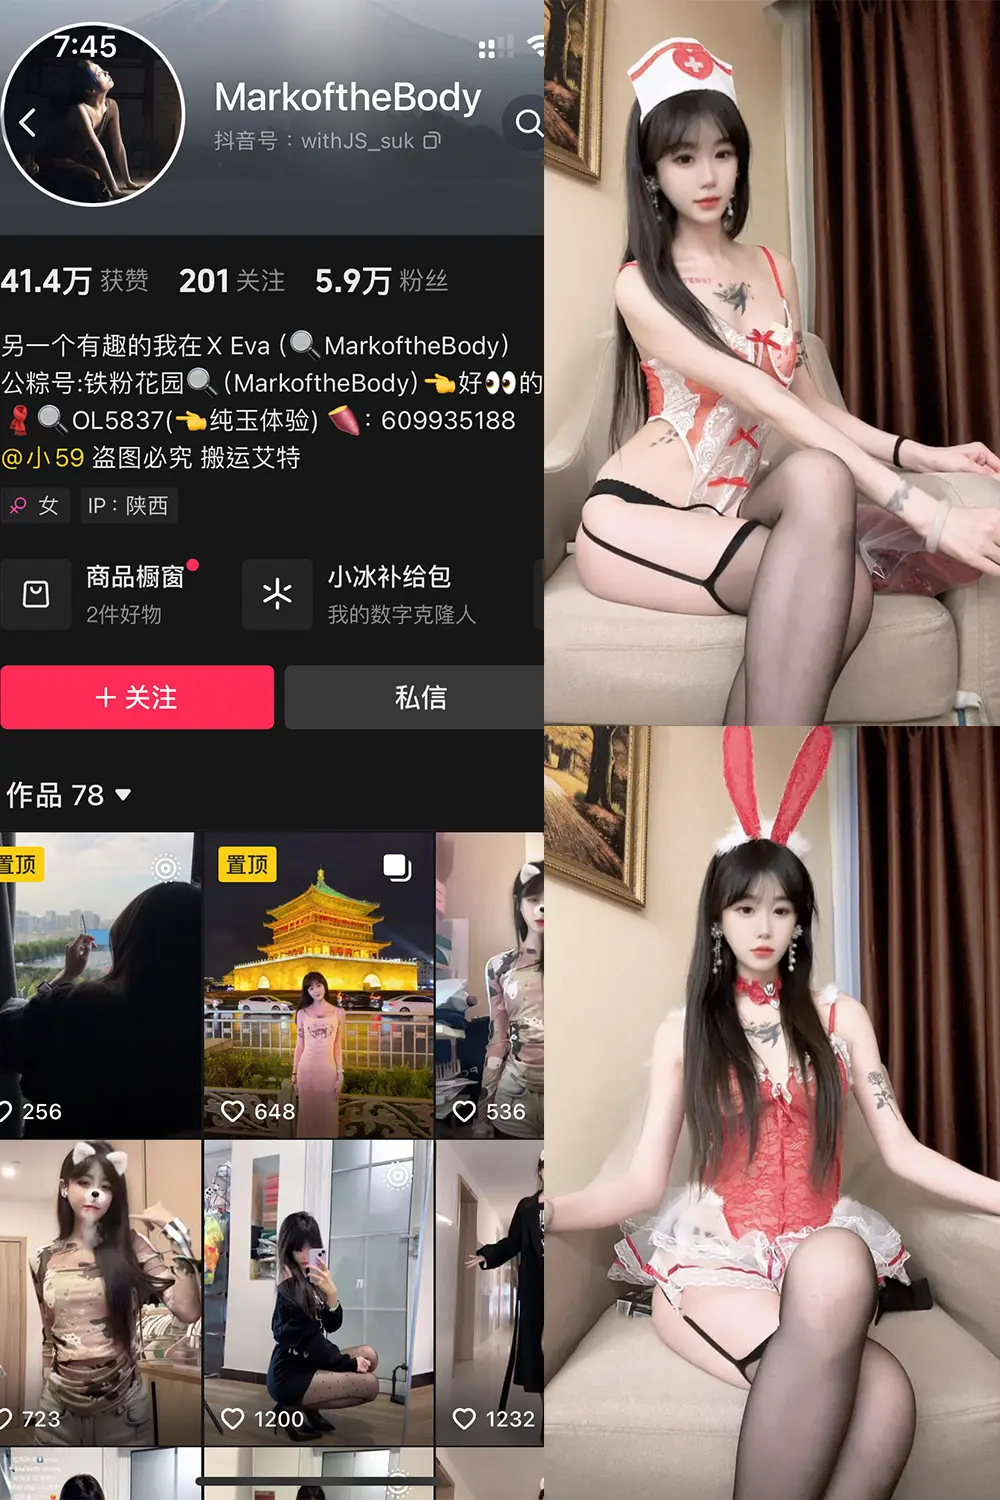 7:45
MarkoftheBody
抖音号：withJS_suk
41.4万 获赞 201 关注 5.9万 粉丝
另一个有趣的我在X Eva (🔍MarkoftheBody)
公粽号:铁粉花园🔍(MarkoftheBody)👈好👀的
🧣🔍OL5837(👈纯玉体验) 🍠：609935188
@小59 盗图必究 搬运艾特
女 IP：陕西
商品橱窗
2件好物
小冰补给包
我的数字克隆人
+ 关注
私信
作品 78
置顶
置顶
256
648
536
723
1200
1232